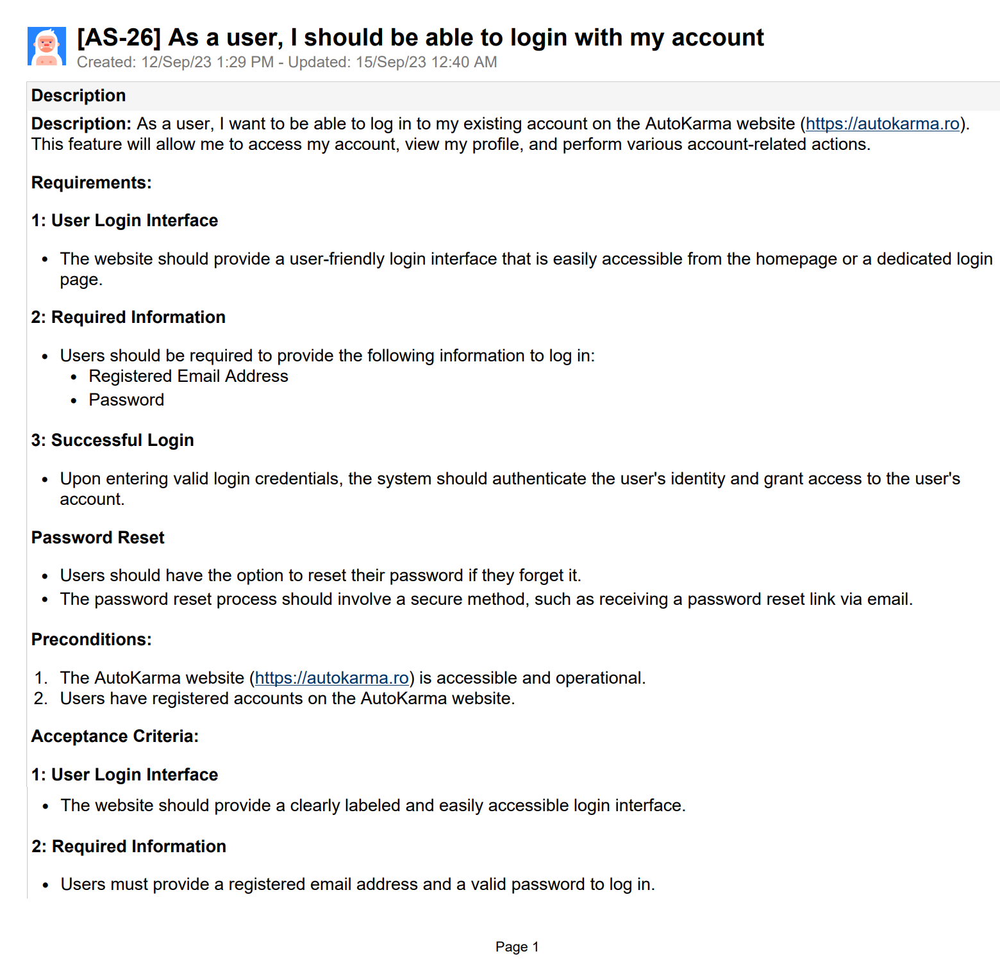 [AS-26] As a user, I should be able to login with my account
Created: 12/Sep/23 1:29 PM - Updated: 15/Sep/23 12:40 AM
Description
Description: As a user, I want to be able to log in to my existing account on the AutoKarma website (https://autokarma.ro).
This feature will allow me to access my account, view my profile, and perform various account-related actions.
Requirements:
1: User Login Interface
• The website should provide a user-friendly login interface that is easily accessible from the homepage or a dedicated login
page.
2: Required Information
• Users should be required to provide the following information to log in:
• Registered Email Address
• Password
3: Successful Login
• Upon entering valid login credentials, the system should authenticate the user's identity and grant access to the user's
account.
Password Reset
• Users should have the option to reset their password if they forget it.
• The password reset process should involve a secure method, such as receiving a password reset link via email.
Preconditions:
1. The AutoKarma website (https://autokarma.ro) is accessible and operational.
2. Users have registered accounts on the AutoKarma website.
Acceptance Criteria:
1: User Login Interface
• The website should provide a clearly labeled and easily accessible login interface.
2: Required Information
• Users must provide a registered email address and a valid password to log in.
Page 1